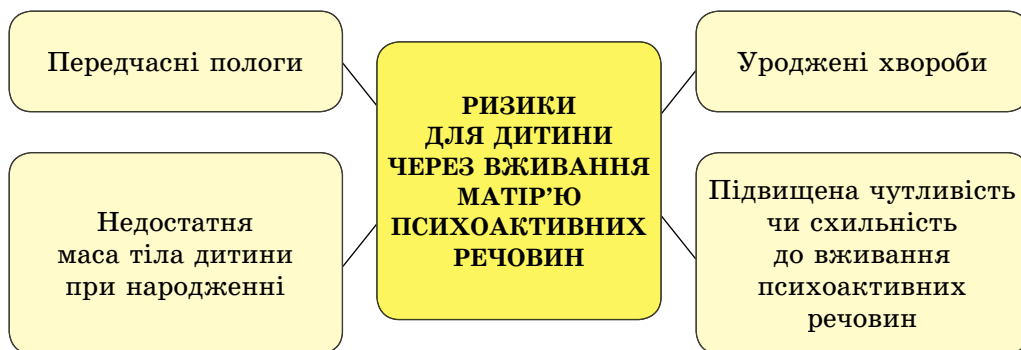 Передчасні пологи
Недостатня
маса тіла дитини
при народженні
РИЗИКИ
ДЛЯ ДИТИНИ
ЧЕРЕЗ ВЖИВАННЯ
МАТІР’Ю
ПСИХОАКТИВНИХ
РЕЧОВИН
Уроджені хвороби
Підвищена чутливість
чи схильність
до вживання
психоактивних
речовин